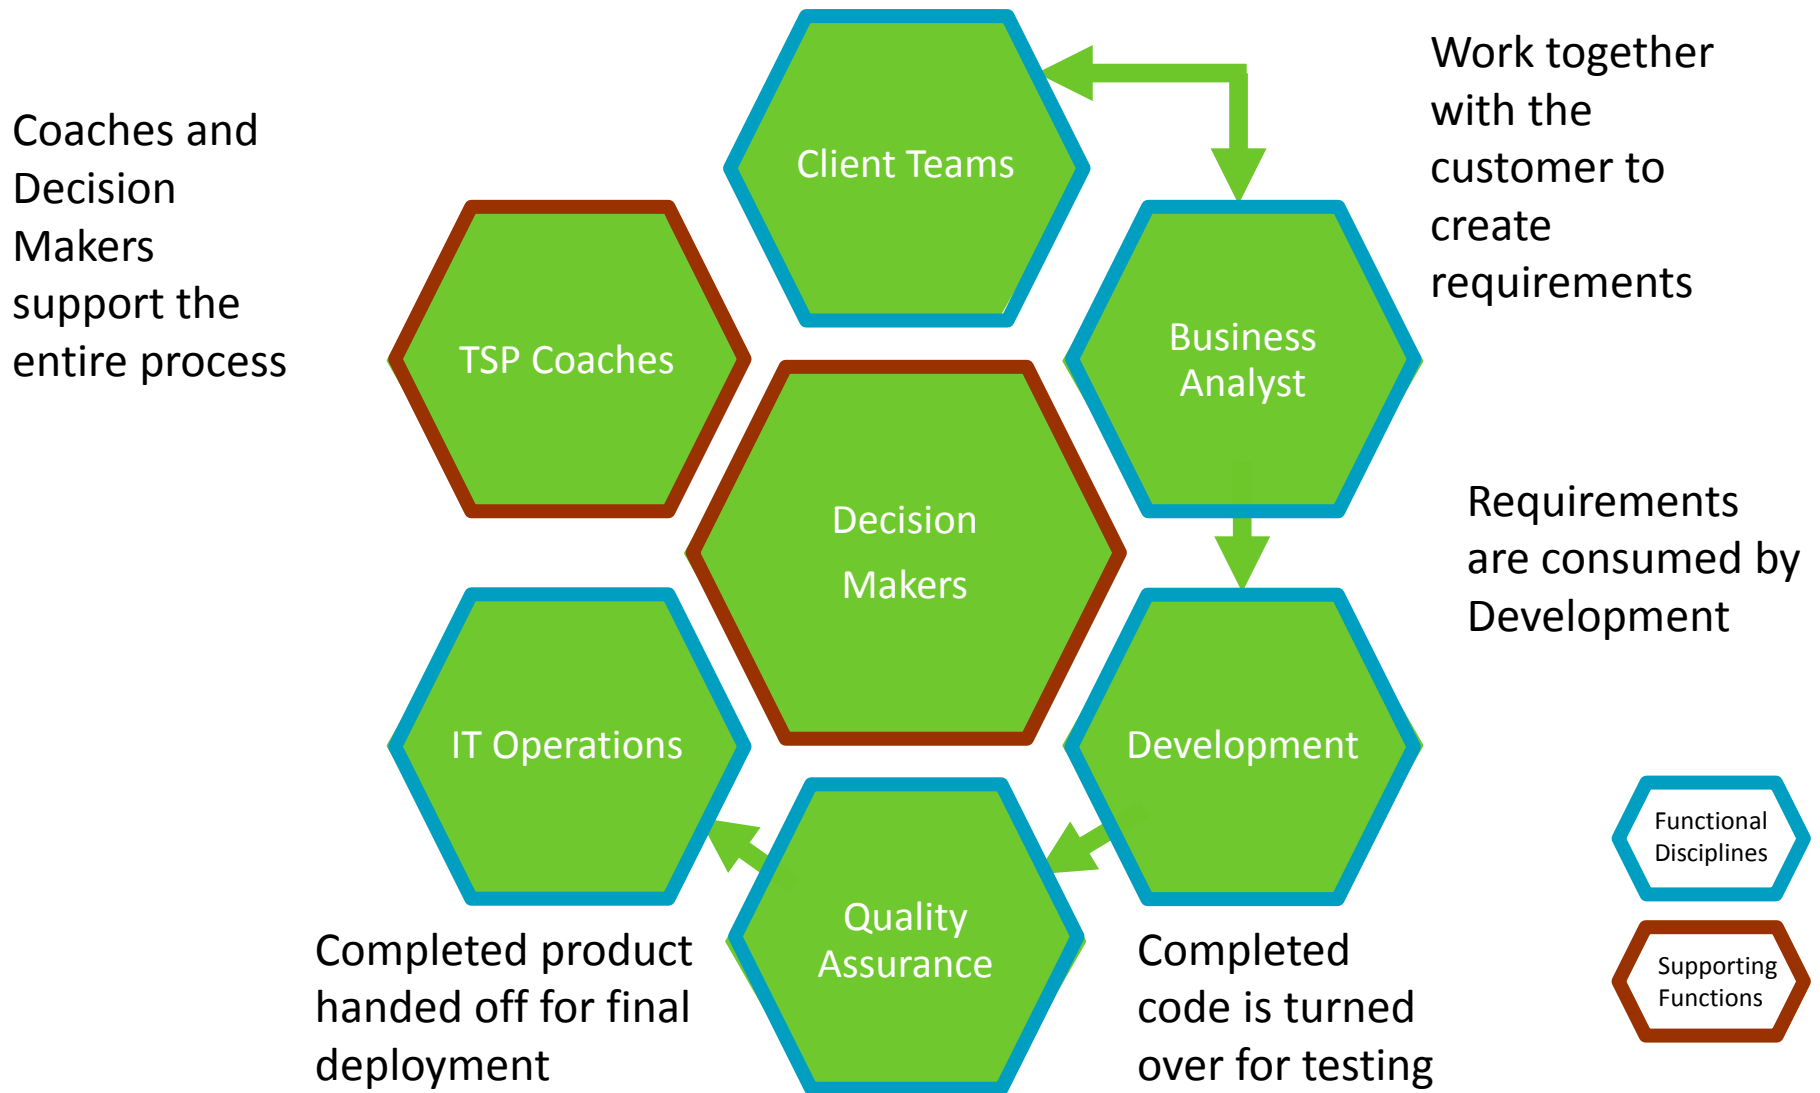 Coaches and
Decision
Makers
support the
entire process
Client Teams
Work together
with the
customer to
create
requirements
TSP Coaches
Business
Analyst
Decision
Makers
Requirements
are consumed by
Development
IT Operations
Development
Quality
Assurance
Completed product
handed off for final
deployment
Completed
code is turned
over for testing
Functional
Disciplines
Supporting
Functions